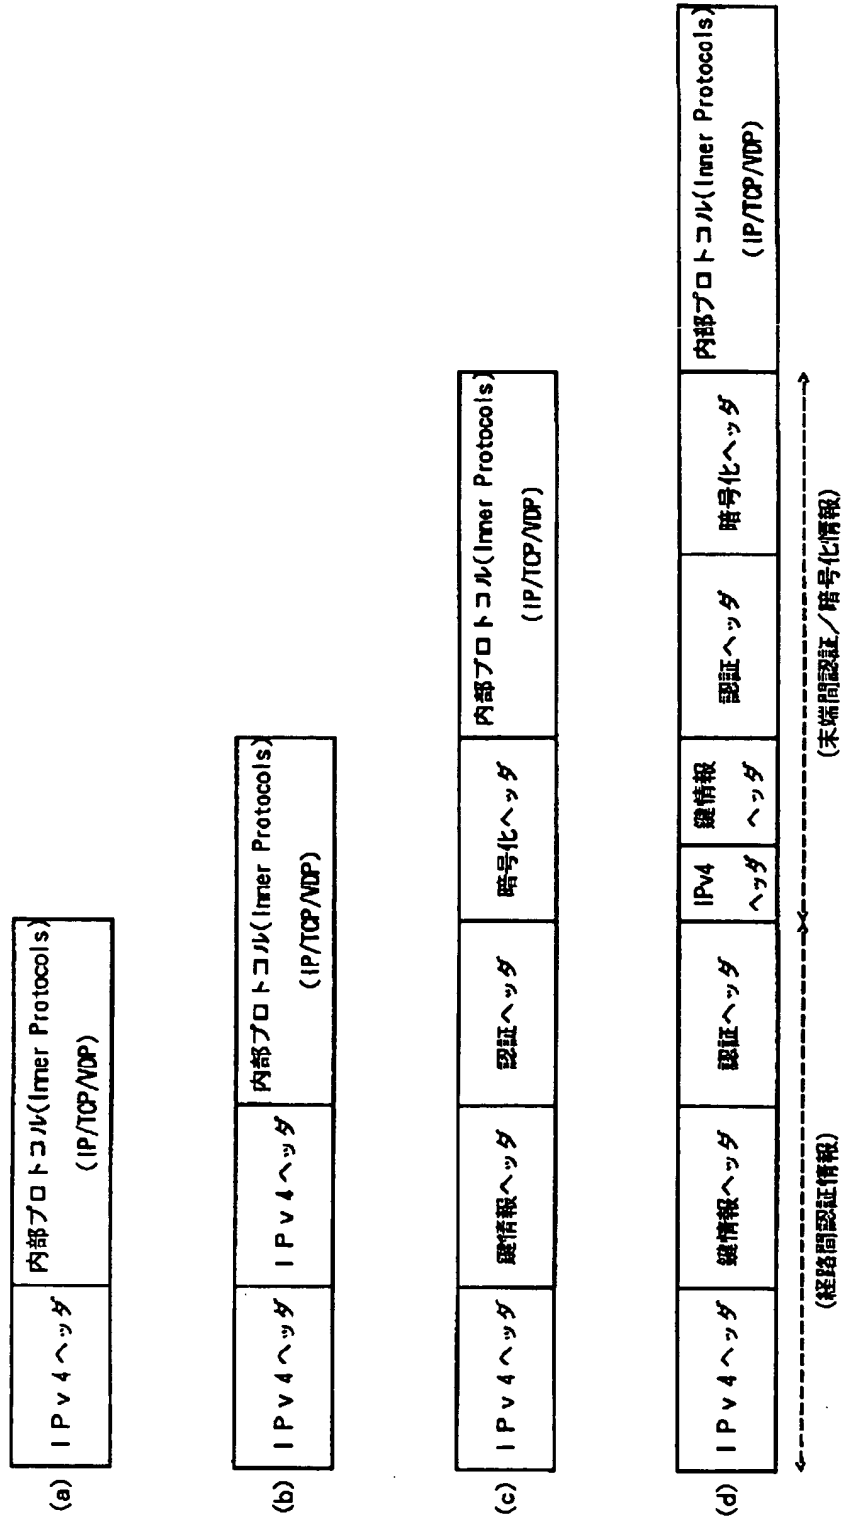 (a)
IPv4ヘッダ
内部プロトコル(Inner Protocols)
(IP/TCP/VDP)
(b)
IPv4ヘッダ
IPv4ヘッダ
内部プロトコル(Inner Protocols)
(IP/TCP/VDP)
(c)
IPv4ヘッダ
鍵情報ヘッダ
認証ヘッダ
暗号化ヘッダ
内部プロトコル(Inner Protocols)
(IP/TCP/VDP)
(d)
IPv4ヘッダ
鍵情報ヘッダ
認証ヘッダ
IPv4
ヘッダ
鍵情報
ヘッダ
認証ヘッダ
暗号化ヘッダ
内部プロトコル(Inner Protocols)
(IP/TCP/VDP)
(経路間認証情報)
(末端間認証/暗号化情報)